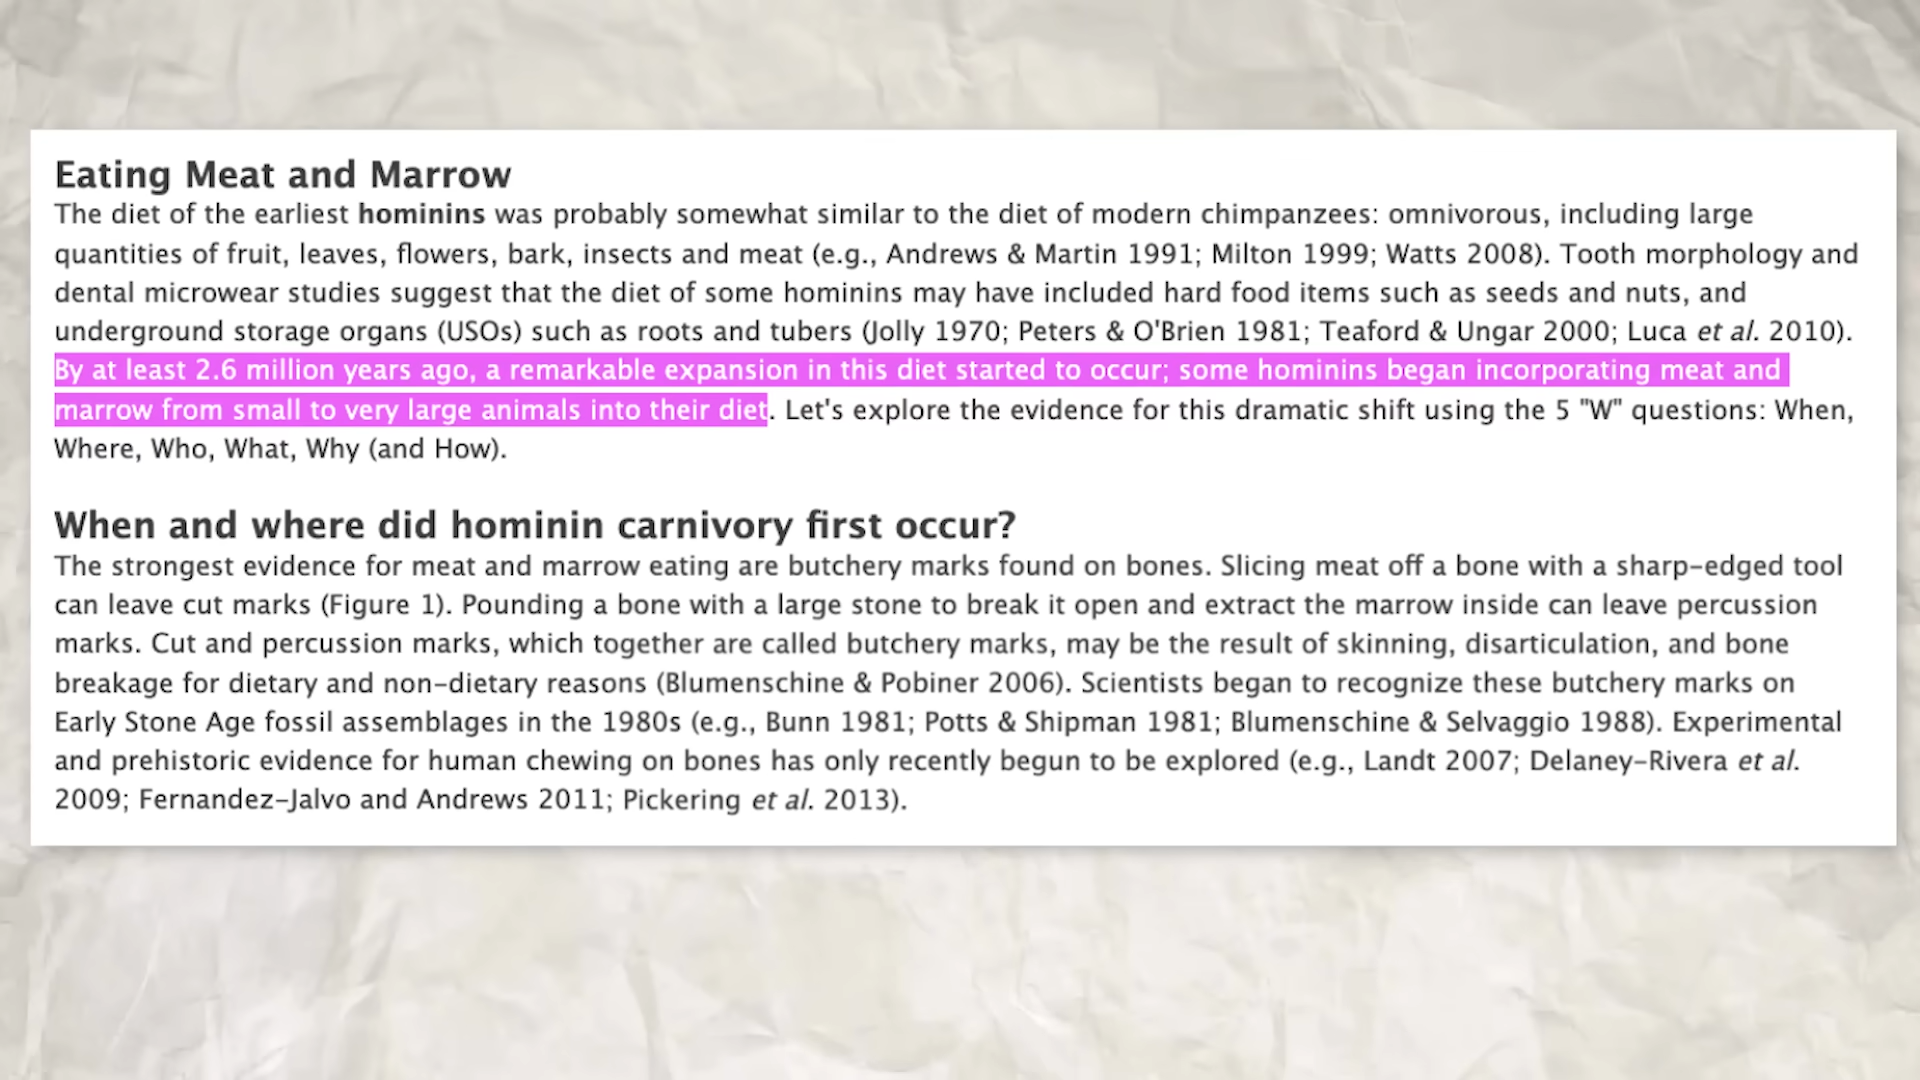 Eating Meat and Marrow
The diet of the earliest hominins was probably somewhat similar to the diet of modern chimpanzees: omnivorous, including large
quantities of fruit, leaves, flowers, bark, insects and meat (e.g., Andrews & Martin 1991; Milton 1999; Watts 2008). Tooth morphology and
dental microwear studies suggest that the diet of some hominins may have included hard food items such as seeds and nuts, and
underground storage organs (USOs) such as roots and tubers (Jolly 1970; Peters & O'Brien 1981; Teaford & Ungar 2000; Luca et al. 2010).
By at least 2.6 million years ago, a remarkable expansion in this diet started to occur; some hominins began incorporating meat and
marrow from small to very large animals into their diet. Let's explore the evidence for this dramatic shift using the 5 "W" questions: When,
Where, Who, What, Why (and How).
When and where did hominin carnivory first occur?
The strongest evidence for meat and marrow eating are butchery marks found on bones. Slicing meat off a bone with a sharp-edged tool
can leave cut marks (Figure 1). Pounding a bone with a large stone to break it open and extract the marrow inside can leave percussion
marks. Cut and percussion marks, which together are called butchery marks, may be the result of skinning, disarticulation, and bone
breakage for dietary and non-dietary reasons (Blumenschine & Pobiner 2006). Scientists began to recognize these butchery marks on
Early Stone Age fossil assemblages in the 1980s (e.g., Bunn 1981; Potts & Shipman 1981; Blumenschine & Selvaggio 1988). Experimental
and prehistoric evidence for human chewing on bones has only recently begun to be explored (e.g., Landt 2007; Delaney-Rivera et al.
2009; Fernandez-Jalvo and Andrews 2011; Pickering et al. 2013).